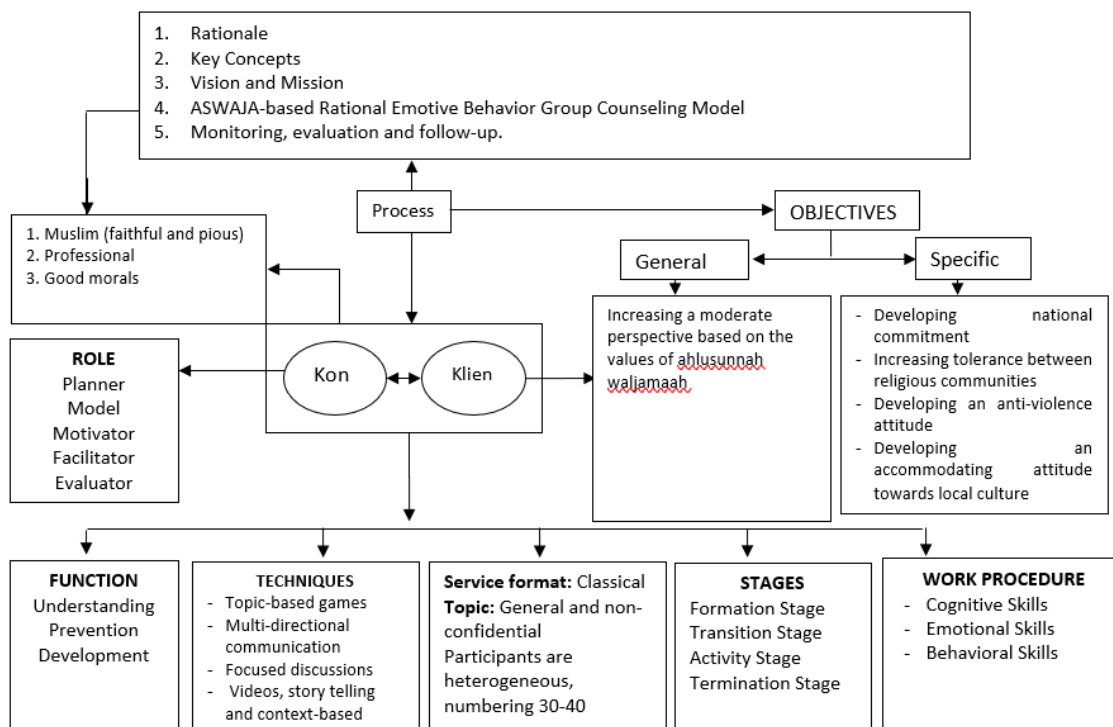 1. Rationale
2. Key Concepts
3. Vision and Mission
4. ASWAJA-based Rational Emotive Behavior Group Counseling Model
5. Monitoring, evaluation and follow-up.
Process
OBJECTIVES
1. Muslim (faithful and pious)
2. Professional
3. Good morals
General
Specific
Increasing a moderate
perspective based on the
values of ahlusunnah
waljamaah
- Developing national
commitment
- Increasing tolerance between
religious communities
- Developing an anti-violence
attitude
- Developing an
accommodating attitude
towards local culture
ROLE
Planner
Model
Motivator
Facilitator
Evaluator
Kon
Klien
FUNCTION
Understanding
Prevention
Development
TECHNIQUES
- Topic-based games
- Multi-directional
communication
- Focused discussions
- Videos, story telling
and context-based
Service format: Classical
Topic: General and non-
confidential
Participants are
heterogeneous,
numbering 30-40
STAGES
Formation Stage
Transition Stage
Activity Stage
Termination Stage
WORK PROCEDURE
- Cognitive Skills
- Emotional Skills
- Behavioral Skills